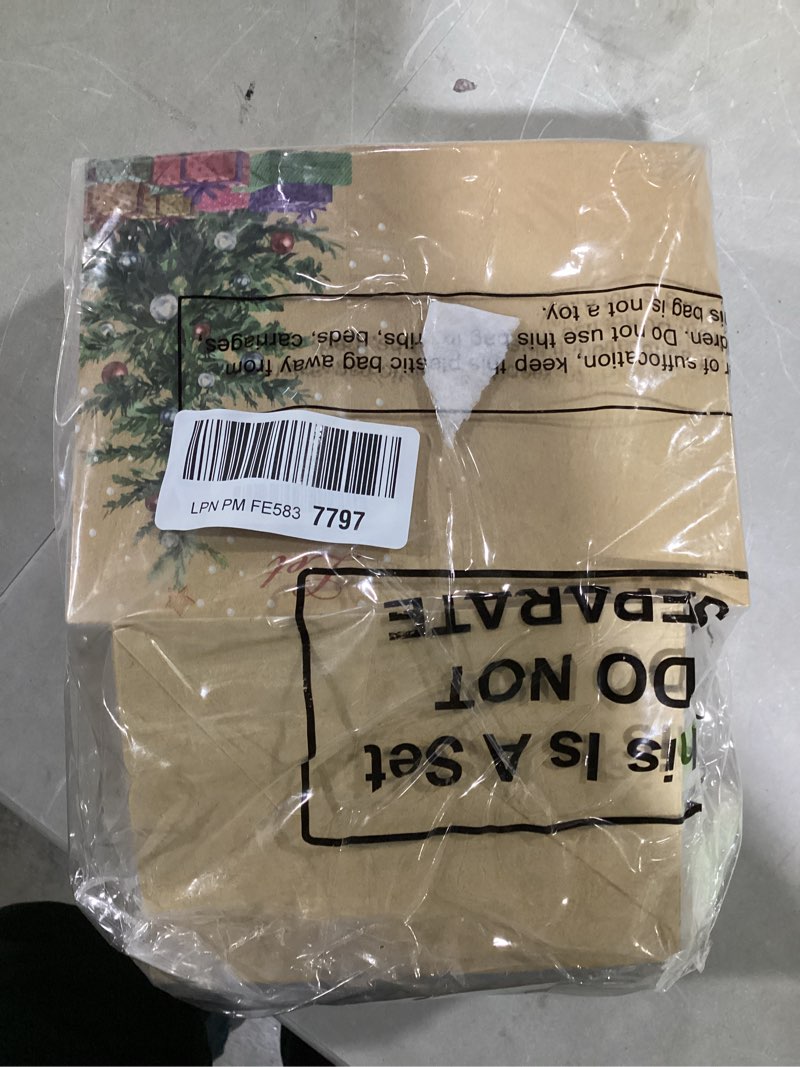 r of suffocation, keep this plastic bag away from
dren. Do not use this bag in cribs, beds, carriages,
is bag is not a toy.
LPN PM FE583 7797
his Is A Set
DO NOT
SEPARATE
Let